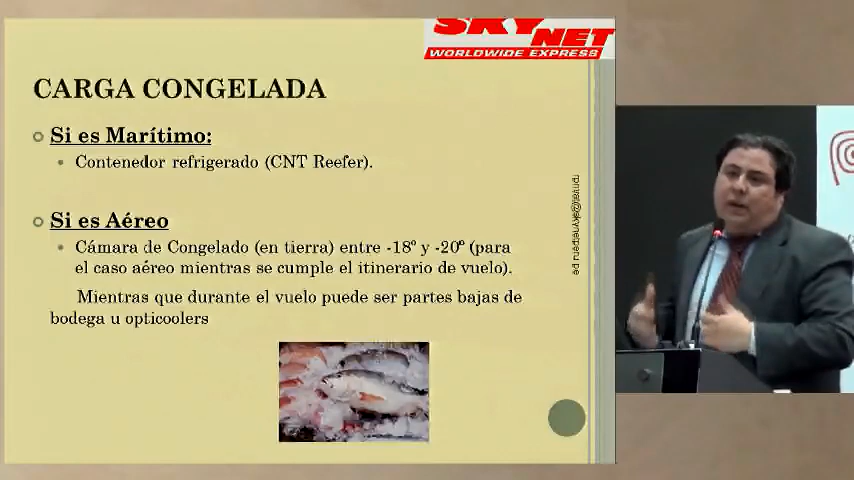 SKYNET
WORLDWIDE EXPRESS
CARGA CONGELADA
Si es Marítimo:
Contenedor refrigerado (CNT Reefer).
Si es Aéreo
Cámara de Congelado (en tierra) entre -18º y -20º (para
el caso aéreo mientras se cumple el itinerario de vuelo).
Mientras que durante el vuelo puede ser partes bajas de
bodega u opticoolers